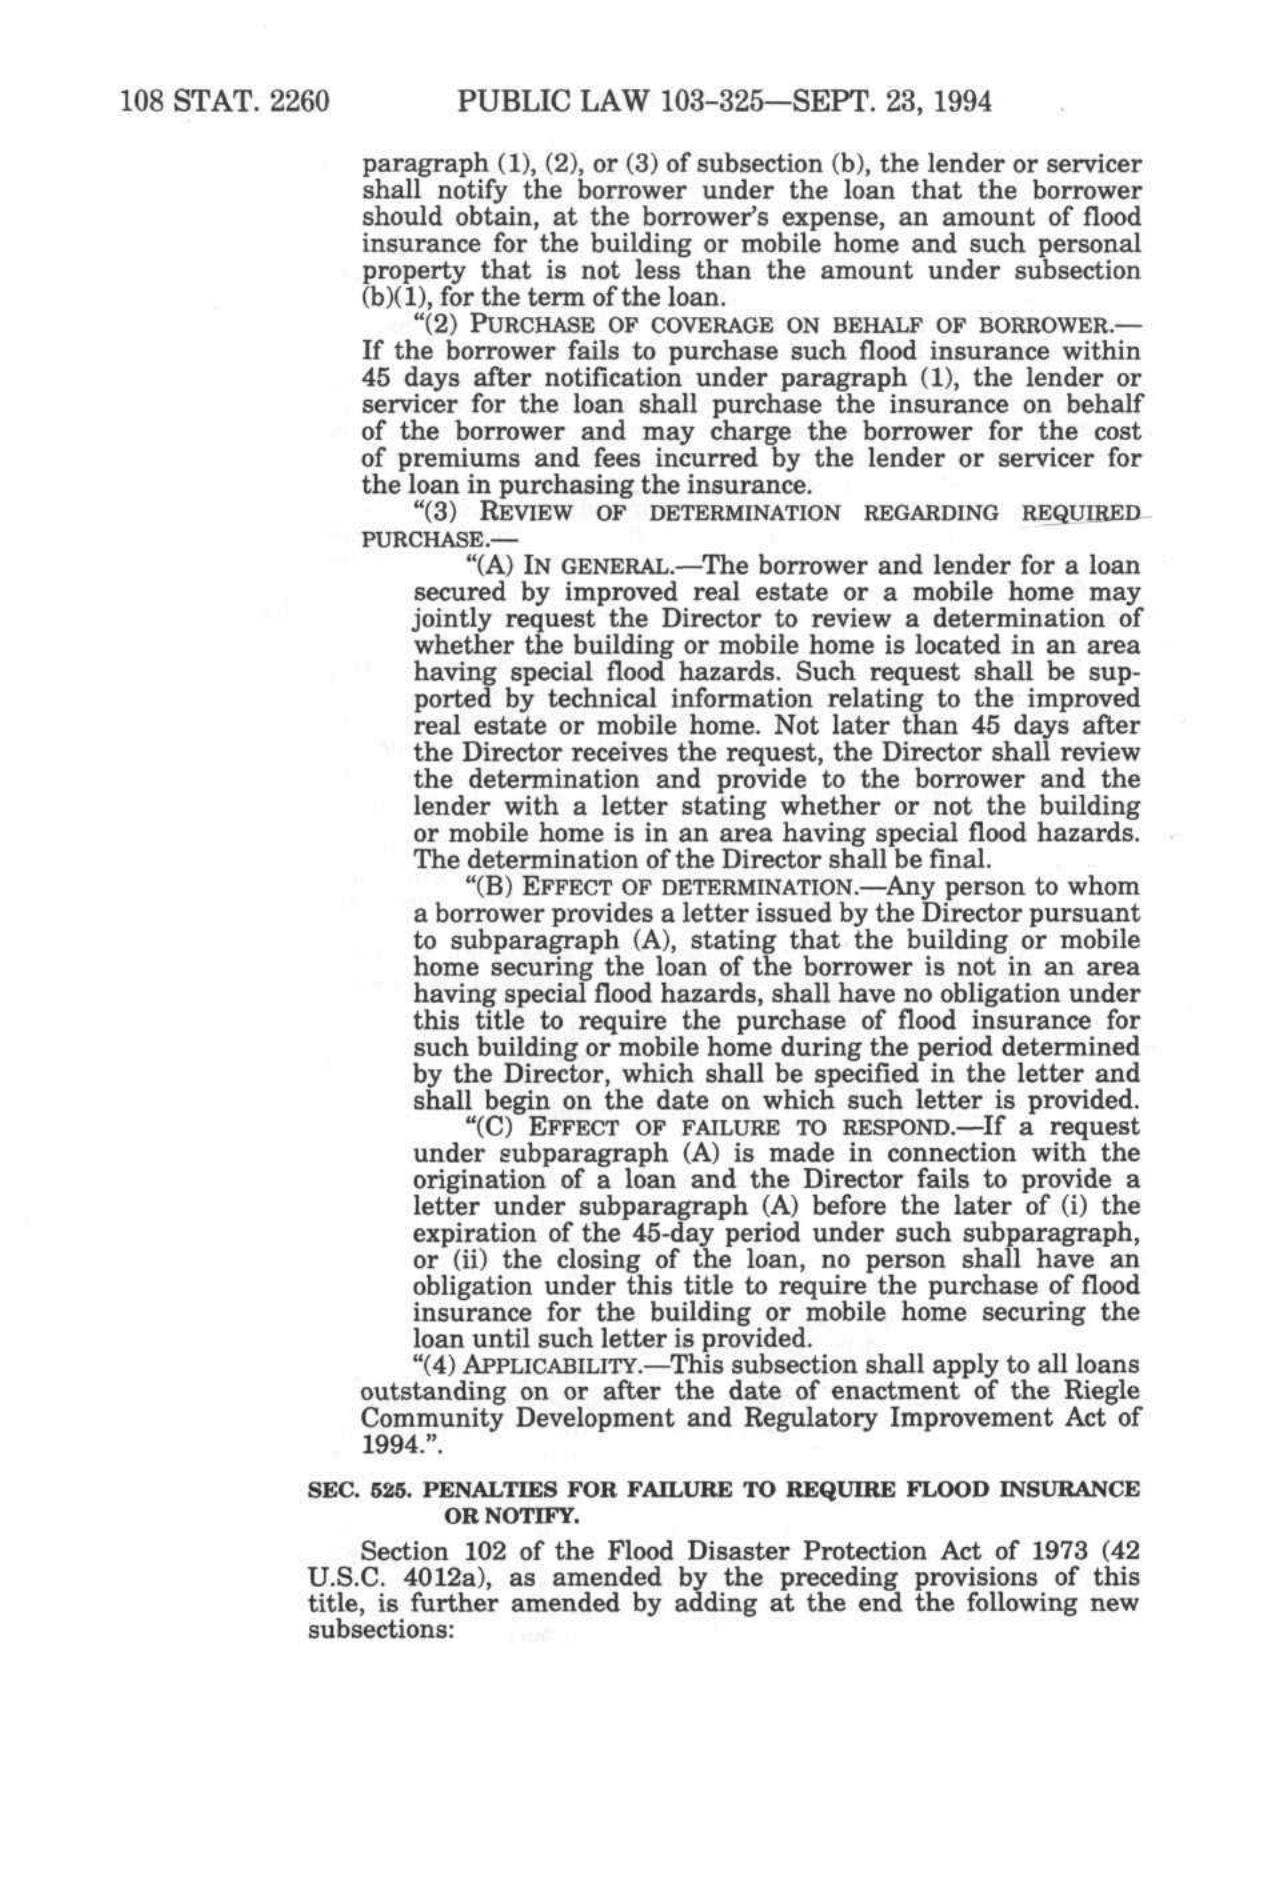 108 STAT. 2260 PUBLIC LAW 103–325—SEPT. 23, 1994
paragraph (1), (2), or (3) of subsection (b), the lender or servicer
shall notify the borrower under the loan that the borrower
should obtain, at the borrower's expense, an amount of flood
insurance for the building or mobile home and such personal
property that is not less than the amount under subsection
(b)(1), for the term of the loan.
"(2) PURCHASE OF COVERAGE ON BEHALF OF BORROWER.—
If the borrower fails to purchase such flood insurance within
45 days after notification under paragraph (1), the lender or
servicer for the loan shall purchase the insurance on behalf
of the borrower and may charge the borrower for the cost
of premiums and fees incurred by the lender or servicer for
the loan in purchasing the insurance.
"(3) REVIEW OF DETERMINATION REGARDING REQUIRED
PURCHASE.—
"(A) IN GENERAL.—The borrower and lender for a loan
secured by improved real estate or a mobile home may
jointly request the Director to review a determination of
whether the building or mobile home is located in an area
having special flood hazards. Such request shall be sup-
ported by technical information relating to the improved
real estate or mobile home. Not later than 45 days after
the Director receives the request, the Director shall review
the determination and provide to the borrower and the
lender with a letter stating whether or not the building
or mobile home is in an area having special flood hazards.
The determination of the Director shall be final.
"(B) EFFECT OF DETERMINATION.—Any person to whom
a borrower provides a letter issued by the Director pursuant
to subparagraph (A), stating that the building or mobile
home securing the loan of the borrower is not in an area
having special flood hazards, shall have no obligation under
this title to require the purchase of flood insurance for
such building or mobile home during the period determined
by the Director, which shall be specified in the letter and
shall begin on the date on which such letter is provided.
"(C) EFFECT OF FAILURE TO RESPOND.—If a request
under subparagraph (A) is made in connection with the
origination of a loan and the Director fails to provide a
letter under subparagraph (A) before the later of (i) the
expiration of the 45-day period under such subparagraph,
or (ii) the closing of the loan, no person shall have an
obligation under this title to require the purchase of flood
insurance for the building or mobile home securing the
loan until such letter is provided.
"(4) APPLICABILITY.—This subsection shall apply to all loans
outstanding on or after the date of enactment of the Riegle
Community Development and Regulatory Improvement Act of
1994.".
SEC. 525. PENALTIES FOR FAILURE TO REQUIRE FLOOD INSURANCE
OR NOTIFY.
Section 102 of the Flood Disaster Protection Act of 1973 (42
U.S.C. 4012a), as amended by the preceding provisions of this
title, is further amended by adding at the end the following new
subsections: